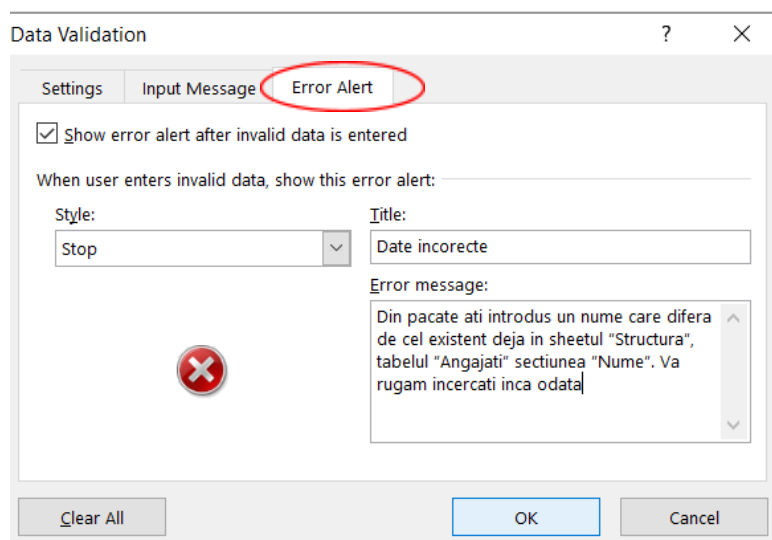 Data Validation ?
Settings Input Message Error Alert
Show error alert after invalid data is entered
When user enters invalid data, show this error alert:
Style: Title:
Stop Date incorecte
Error message:
Din pacate ati introdus un nume care difera
de cel existent deja in sheetul "Structura",
tabelul "Angajati" sectiunea "Nume". Va
rugam incercati inca odata
Clear All OK Cancel